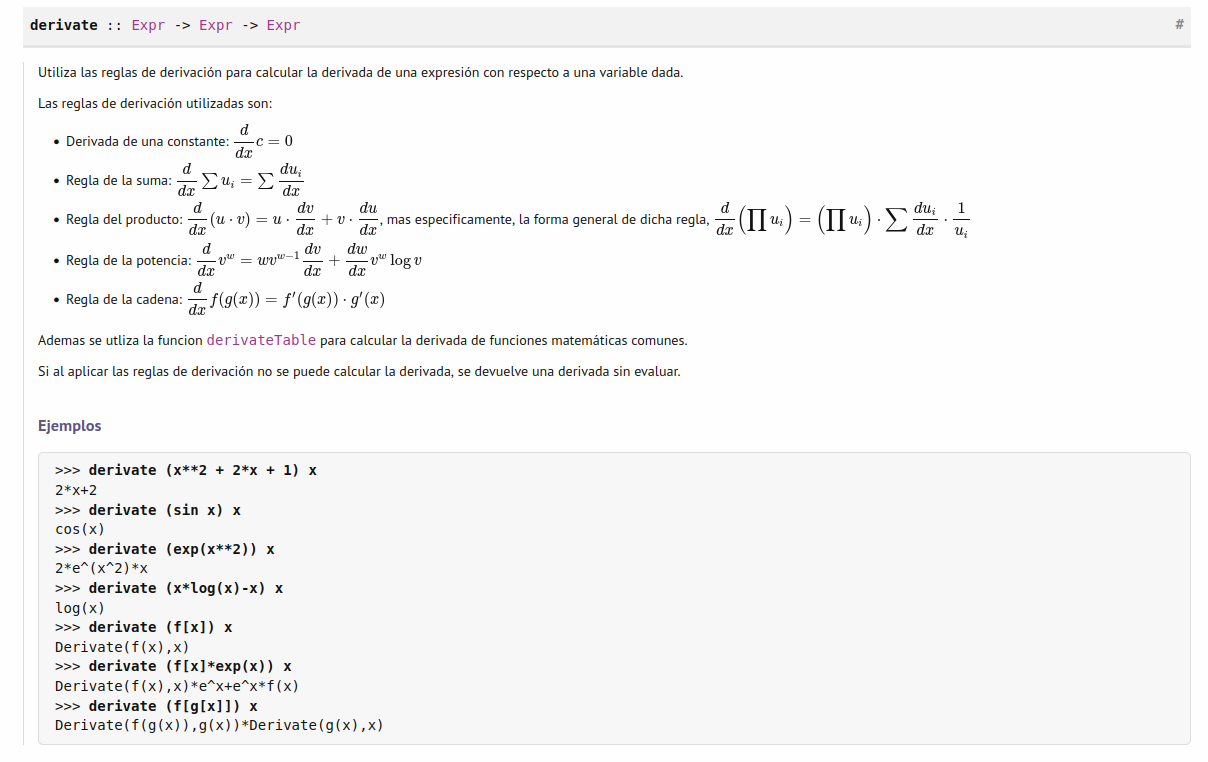 derivate :: Expr -> Expr -> Expr #
Utiliza las reglas de derivación para calcular la derivada de una expresión con respecto a una variable dada.
Las reglas de derivación utilizadas son:
• Derivada de una constante: \frac{d}{dx} c = 0
• Regla de la suma: \frac{d}{dx} \sum u_i = \sum \frac{du_i}{dx}
• Regla del producto: \frac{d}{dx} (u \cdot v) = u \cdot \frac{dv}{dx} + v \cdot \frac{du}{dx}, mas especificamente, la forma general de dicha regla, \frac{d}{dx} \left( \prod u_i \right) = \left( \prod u_i \right) \cdot \sum \frac{du_i}{dx} \cdot \frac{1}{u_i}
• Regla de la potencia: \frac{d}{dx} v^w = wv^{w-1} \frac{dv}{dx} + \frac{dw}{dx} v^w \log v
• Regla de la cadena: \frac{d}{dx} f(g(x)) = f'(g(x)) \cdot g'(x)
Ademas se utliza la funcion derivateTable para calcular la derivada de funciones matemáticas comunes.
Si al aplicar las reglas de derivación no se puede calcular la derivada, se devuelve una derivada sin evaluar.
Ejemplos
>>> derivate (x**2 + 2*x + 1) x
2*x+2
>>> derivate (sin x) x
cos(x)
>>> derivate (exp(x**2)) x
2*e^(x^2)*x
>>> derivate (x*log(x)-x) x
log(x)
>>> derivate (f[x]) x
Derivate(f(x),x)
>>> derivate (f[x]*exp(x)) x
Derivate(f(x),x)*e^x+e^x*f(x)
>>> derivate (f[g[x]]) x
Derivate(f(g(x)),g(x))*Derivate(g(x),x)